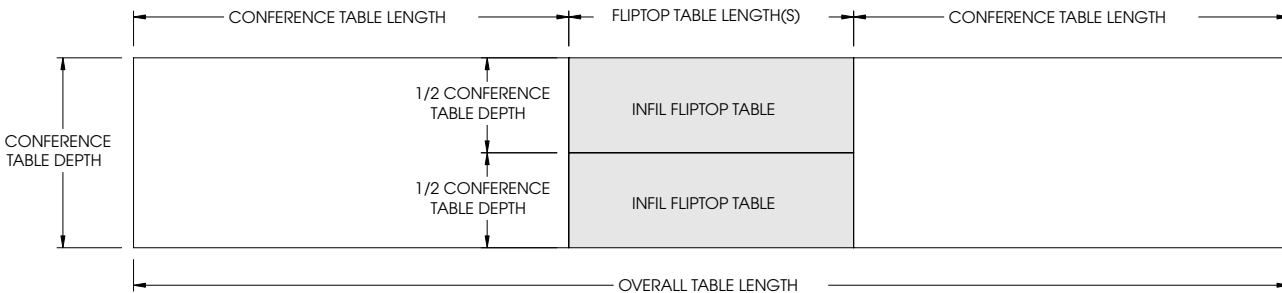 CONFERENCE TABLE LENGTH
FLIPTOP TABLE LENGTH(S)
CONFERENCE TABLE LENGTH
1/2 CONFERENCE
TABLE DEPTH
INFIL FLIPTOP TABLE
CONFERENCE
TABLE DEPTH
1/2 CONFERENCE
TABLE DEPTH
INFIL FLIPTOP TABLE
OVERALL TABLE LENGTH